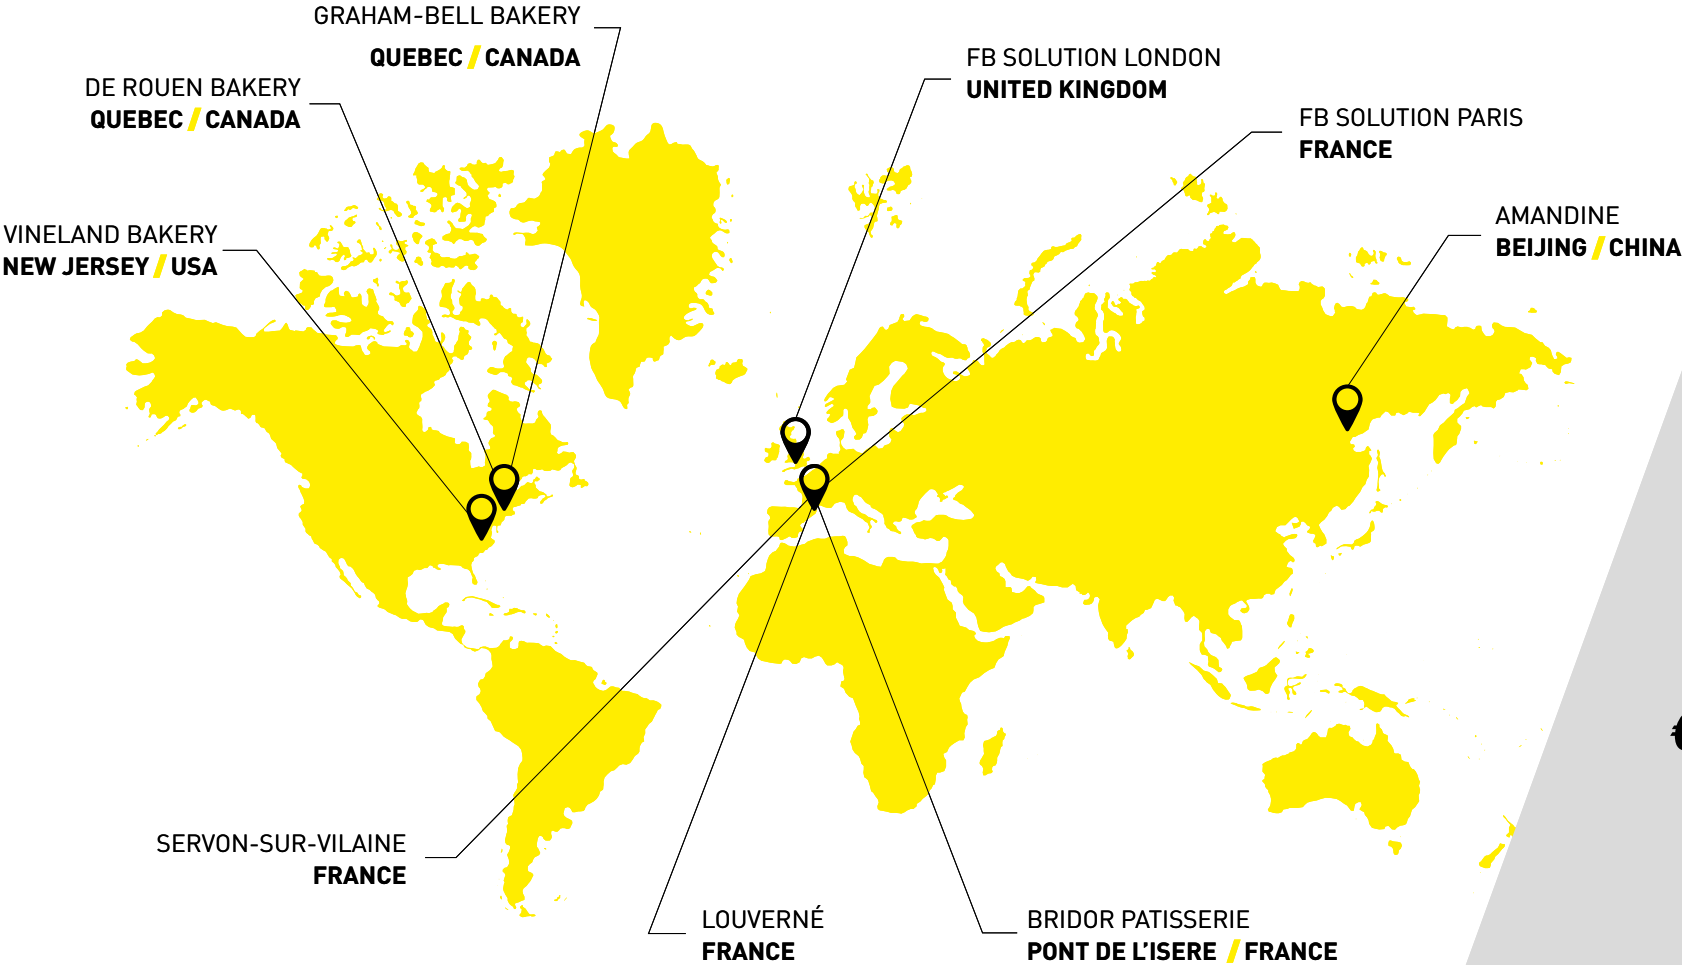 GRAHAM-BELL BAKERY
QUEBEC / CANADA
DE ROUEN BAKERY
QUEBEC / CANADA
VINELAND BAKERY
NEW JERSEY / USA
FB SOLUTION LONDON
UNITED KINGDOM
FB SOLUTION PARIS
FRANCE
AMANDINE
BEIJING / CHINA
SERVON-SUR-VILAINE
FRANCE
LOUVERNÉ
FRANCE
BRIDOR PATISSERIE
PONT DE L'ISERE / FRANCE